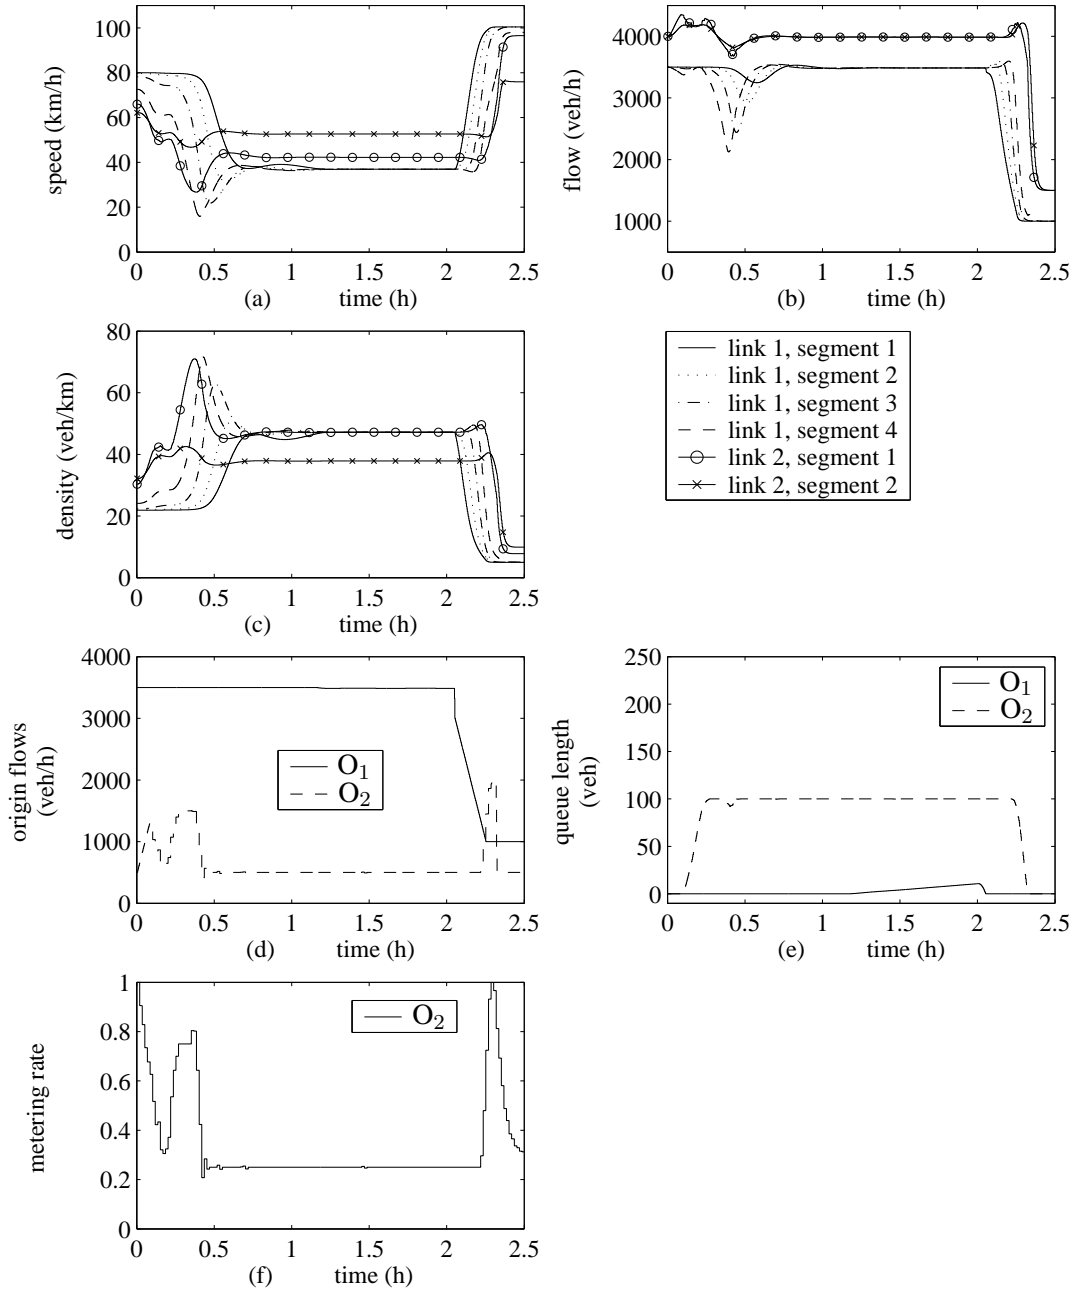 100
80
60
40
20
0
speed (km/h)
0 0.5 1 1.5 2 2.5
(a) time (h)
4000
3000
2000
1000
flow (veh/h)
0 0.5 1 1.5 2 2.5
(b) time (h)
80
60
40
20
0
density (veh/km)
0 0.5 1 1.5 2 2.5
(c) time (h)
link 1, segment 1
link 1, segment 2
link 1, segment 3
link 1, segment 4
link 2, segment 1
link 2, segment 2
4000
3000
2000
1000
0
origin flows
(veh/h)
O1
O2
0 0.5 1 1.5 2 2.5
(d) time (h)
250
200
150
100
50
0
queue length
(veh)
O1
O2
0 0.5 1 1.5 2 2.5
(e) time (h)
1
0.8
0.6
0.4
0.2
0
metering rate
O2
0 0.5 1 1.5 2 2.5
(f) time (h)